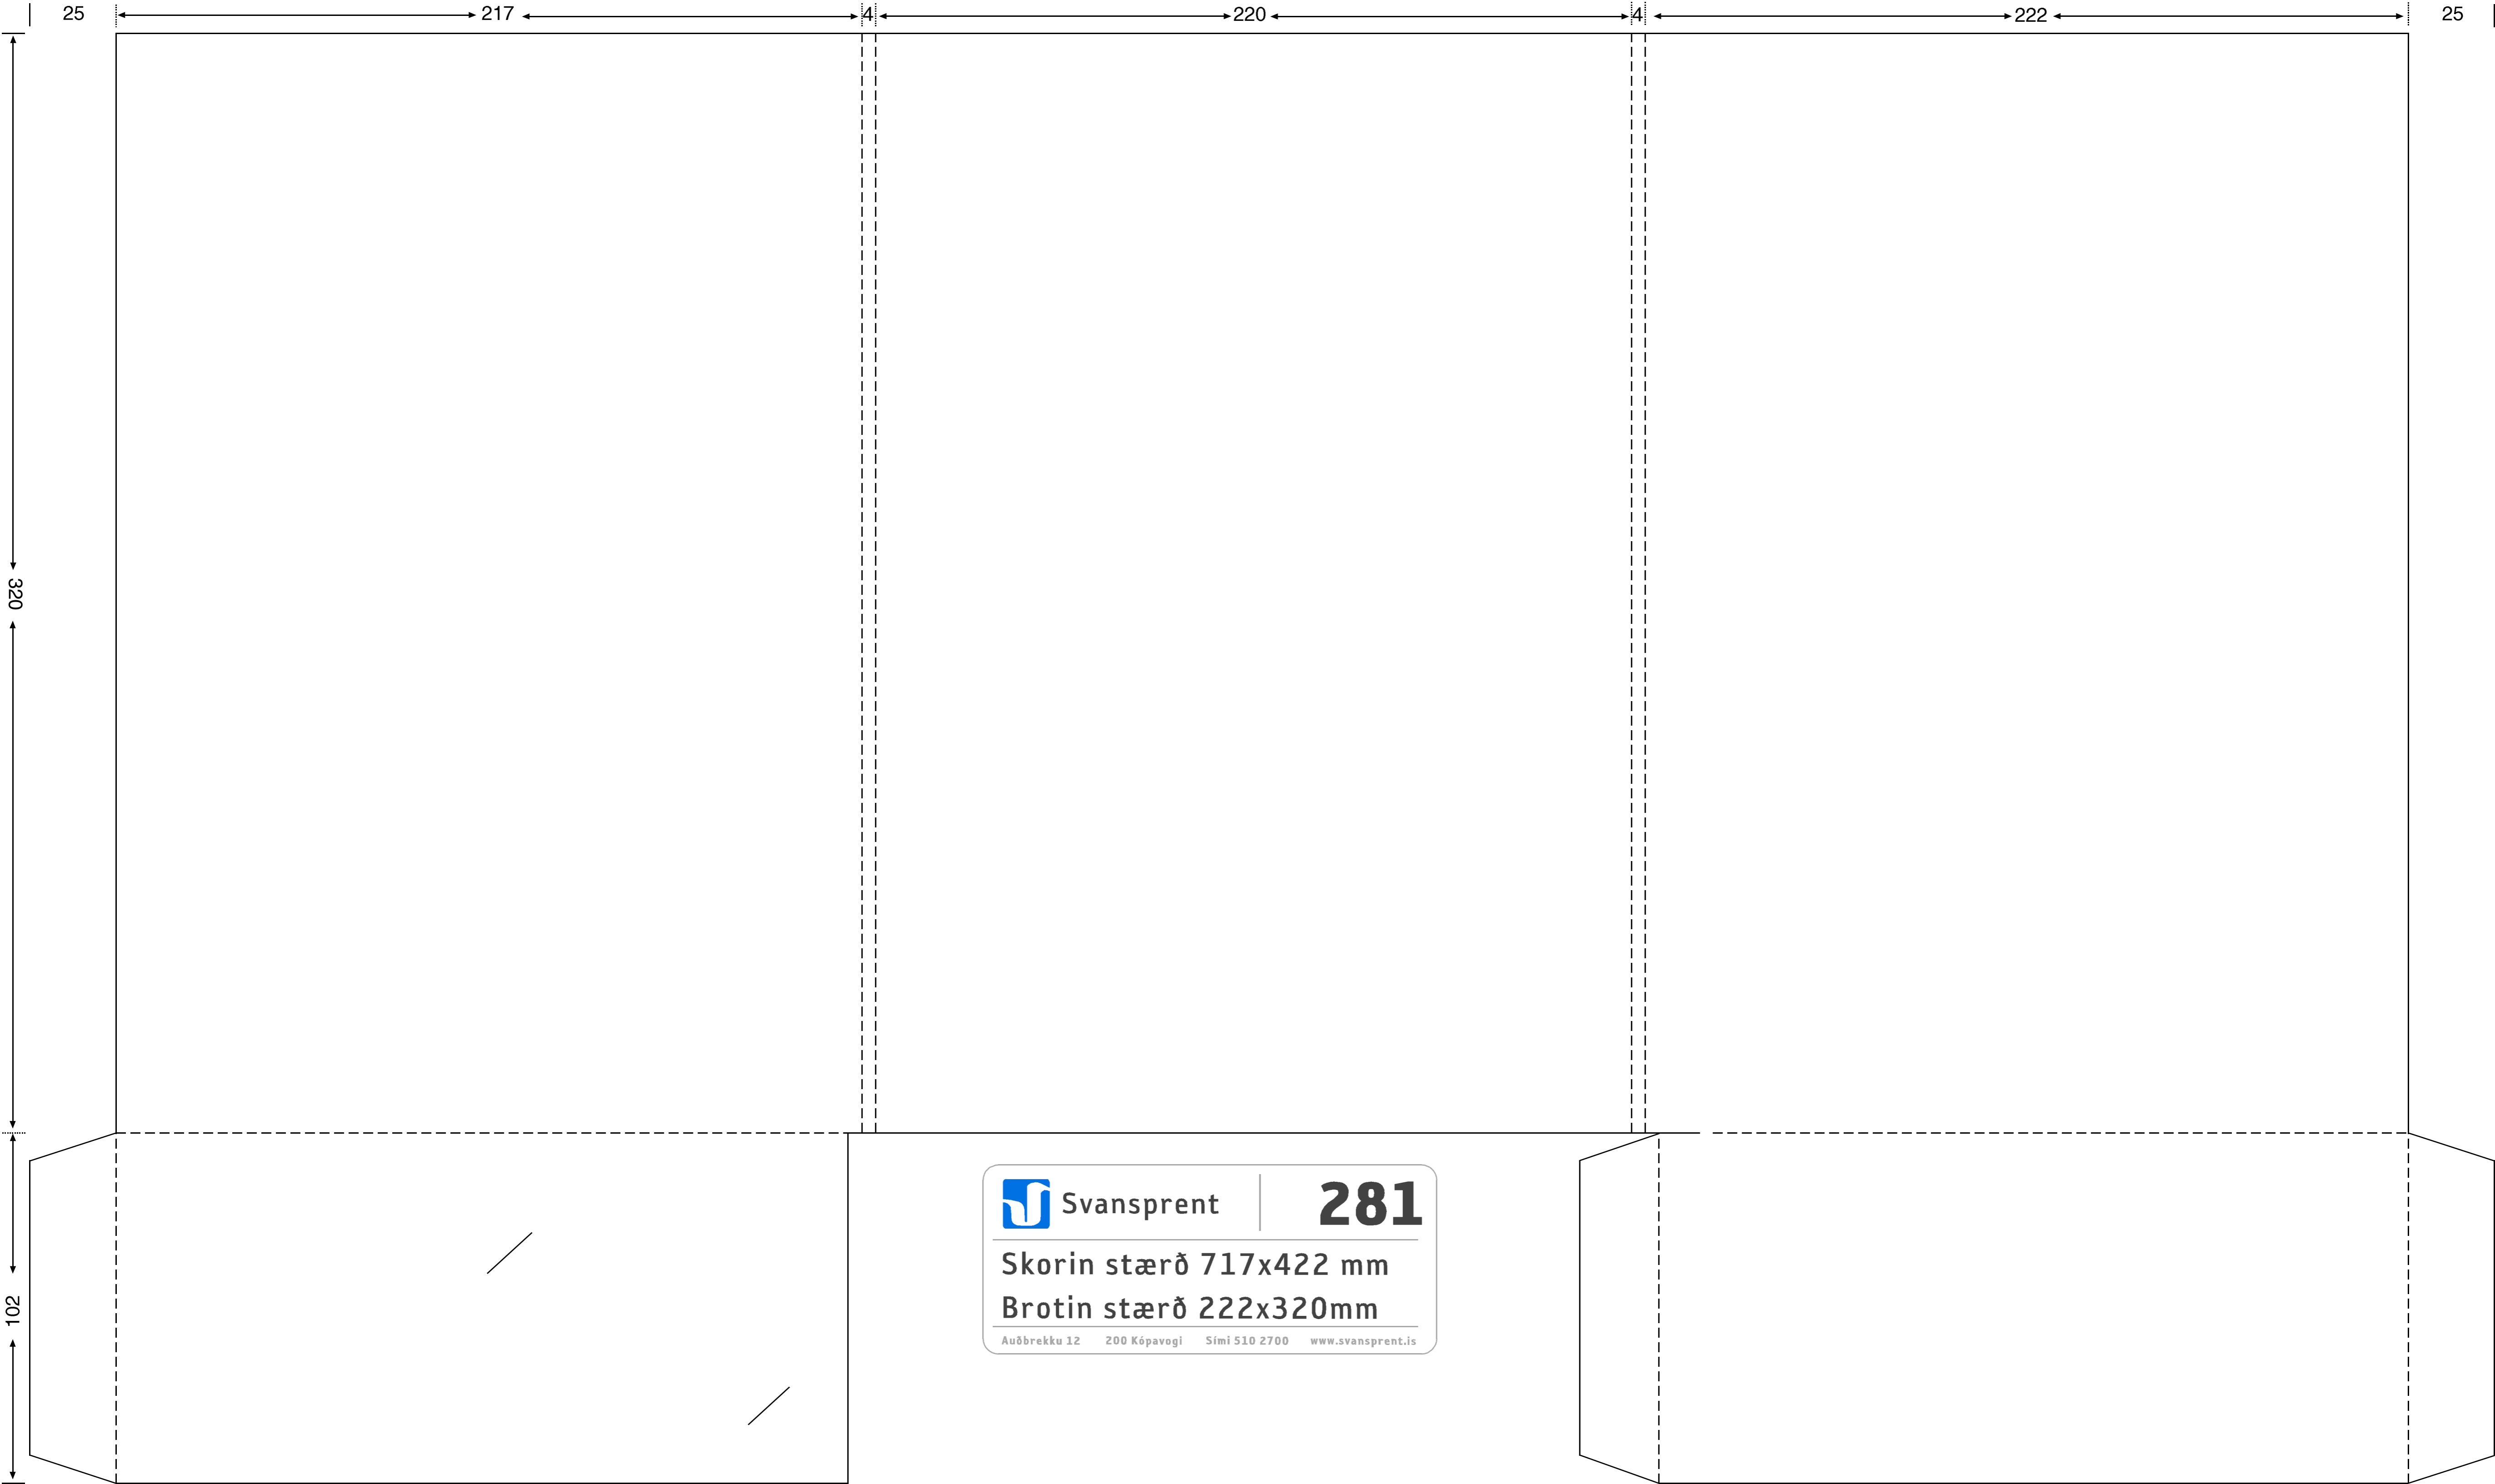 25 217 4 220 4 222 25
320
102
Svansprent 281
Skorin stærð 717x422 mm
Brotin stærð 222x320mm
Auðbrekku 12 200 Kópavogi Sími 510 2700 www.svansprent.is